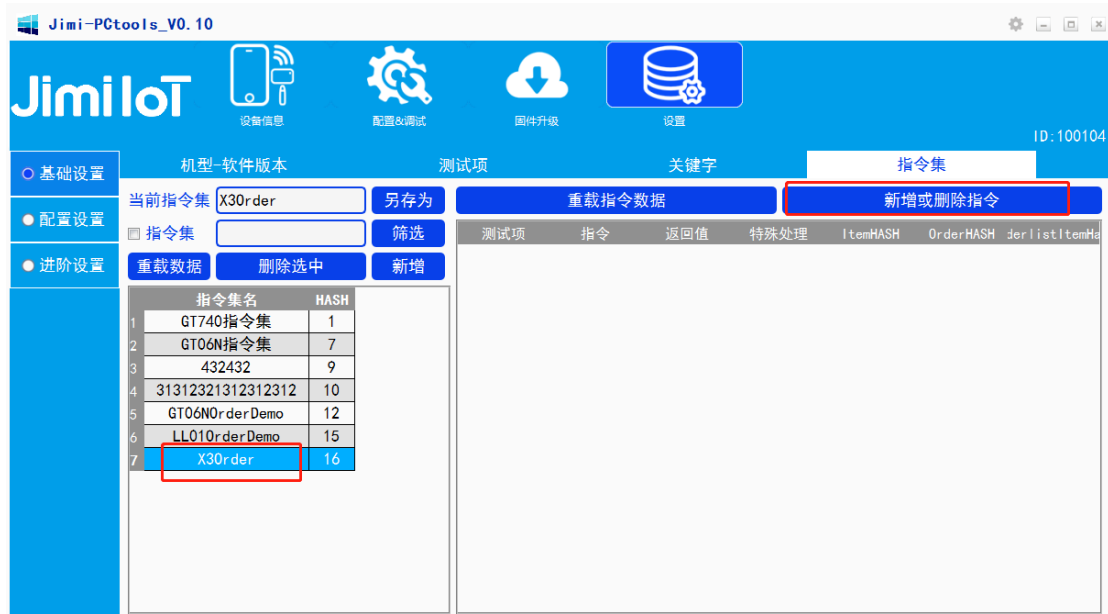 Jimi-PCtools_V0.10
Jimi IoT
设备信息 配置&调试 固件升级 设置
ID:100104
基础设置 机型-软件版本 测试项 关键字 指令集
当前指令集 X3Order 另存为 重载指令数据 新增或删除指令
配置设置 指令集 筛选 测试项 指令 返回值 特殊处理 ItemHASH OrderHASH derlistItemHa
进阶设置 重载数据 删除选中 新增
指令集名 HASH
1 GT740指令集 1
2 GT06N指令集 7
3 432432 9
4 31312321312312312 10
5 GT06NOrderDemo 12
6 LL01OrderDemo 15
7 X3Order 16